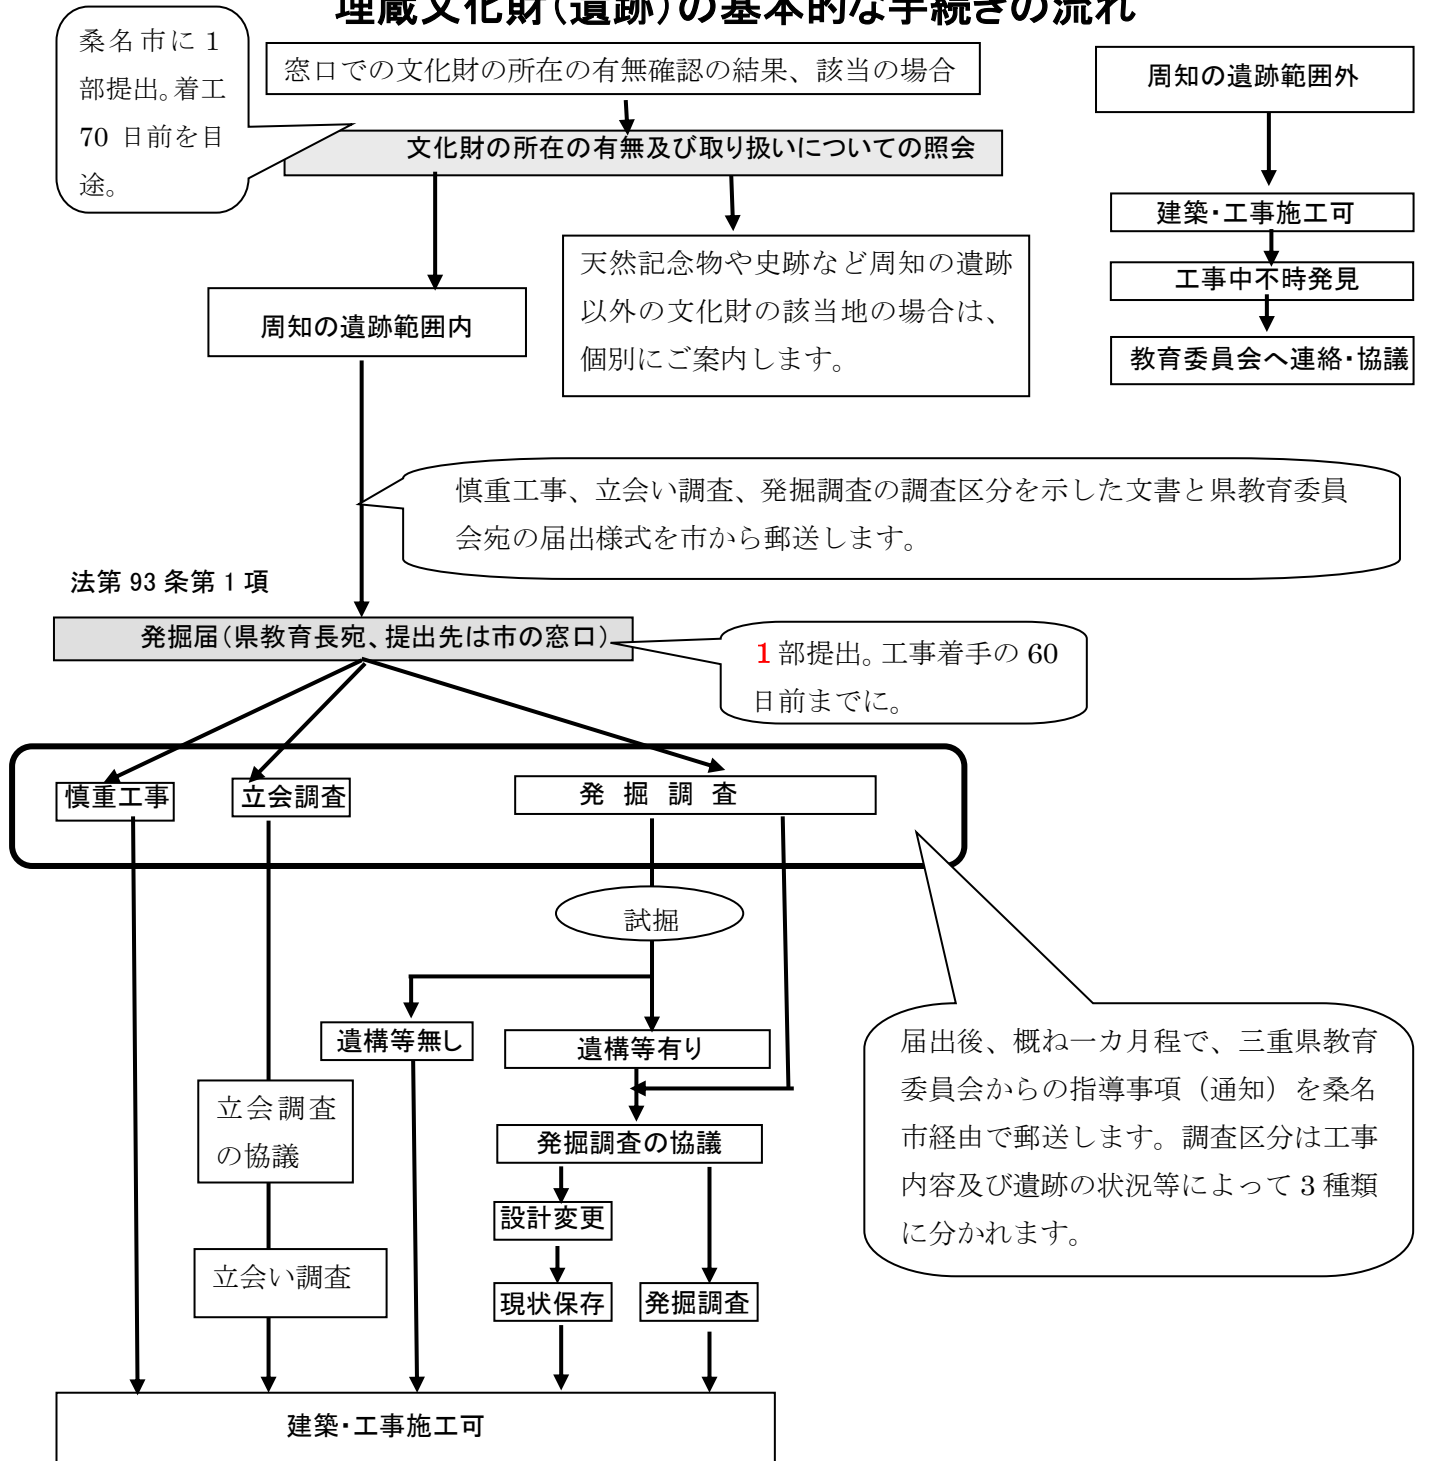 埋蔵文化財(遺跡)の基本的な手続きの流れ
桑名市に1
部提出。着工
70 日前を目
途。
窓口での文化財の所在の有無確認の結果、該当の場合
周知の遺跡範囲外
文化財の所在の有無及び取り扱いについての照会
建築・工事施工可
工事中不時発見
教育委員会へ連絡・協議
天然記念物や史跡など周知の遺跡
以外の文化財の該当地の場合は、
個別にご案内します。
周知の遺跡範囲内
慎重工事、立会い調査、発掘調査の調査区分を示した文書と県教育委員
会宛の届出様式を市から郵送します。
法第 93 条第 1 項
発掘届(県教育長宛、提出先は市の窓口)
1部提出。工事着手の 60
日前までに。
慎重工事
立会調査
発 掘 調 査
試掘
遺構等無し
遺構等有り
届出後、概ね一カ月程で、三重県教育
委員会からの指導事項(通知)を桑名
市経由で郵送します。調査区分は工事
内容及び遺跡の状況等によって 3 種類
に分かれます。
立会調査
の協議
発掘調査の協議
設計変更
立会い調査
現状保存
発掘調査
建築・工事施工可